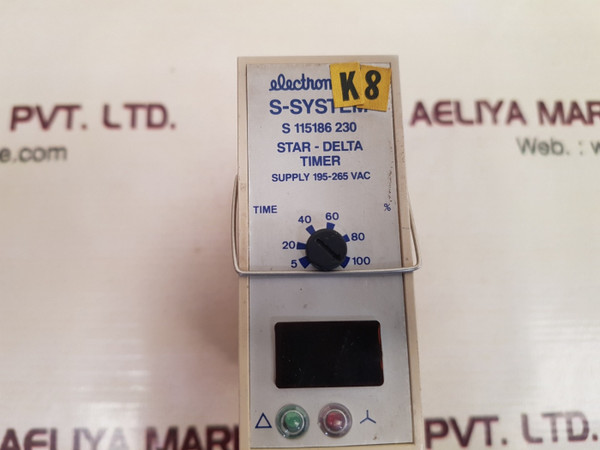 electron
K8
S-SYSTEM
S 115186 230
STAR - DELTA
TIMER
SUPPLY 195-265 VAC
TIME
40 60
20 80
5 100
PVT. LTD.
AELIYA MAR
e.com
Web. : w
AELIYA MAR
PVT. LTD.